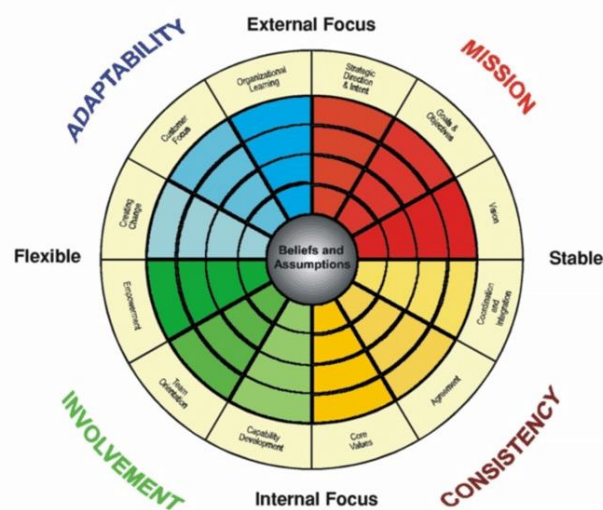 External Focus
ADAPTABILITY
MISSION
Organizational
Learning
Strategic
Direction
& Intent
Customer
Focus
Goals &
Objectives
Creating
Change
Vision
Flexible
Beliefs and
Assumptions
Stable
Empowerment
Coordination
and
Integration
Team
Orientation
Agreement
Capability
Development
Core
Values
INVOLVEMENT
CONSISTENCY
Internal Focus